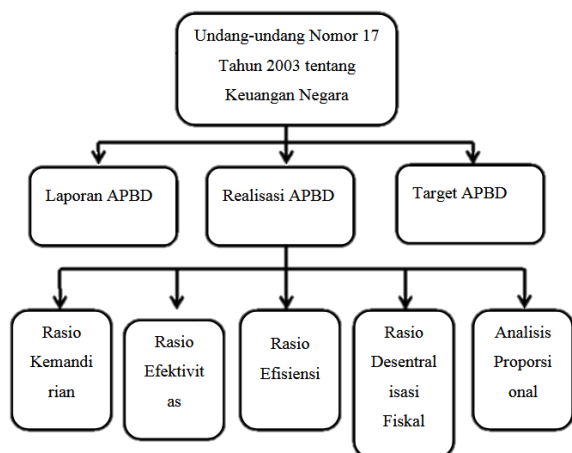 Undang-undang Nomor 17
Tahun 2003 tentang
Keuangan Negara
Laporan APBD
Realisasi APBD
Target APBD
Rasio
Kemandi
rian
Rasio
Efektivit
as
Rasio
Efisiensi
Rasio
Desentral
isasi
Fiskal
Analisis
Proporsi
onal